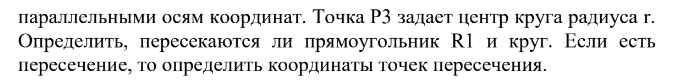 параллельными осям координат. Точка P3 задает центр круга радиуса r.
Определить, пересекаются ли прямоугольник R1 и круг. Если есть
пересечение, то определить координаты точек пересечения.